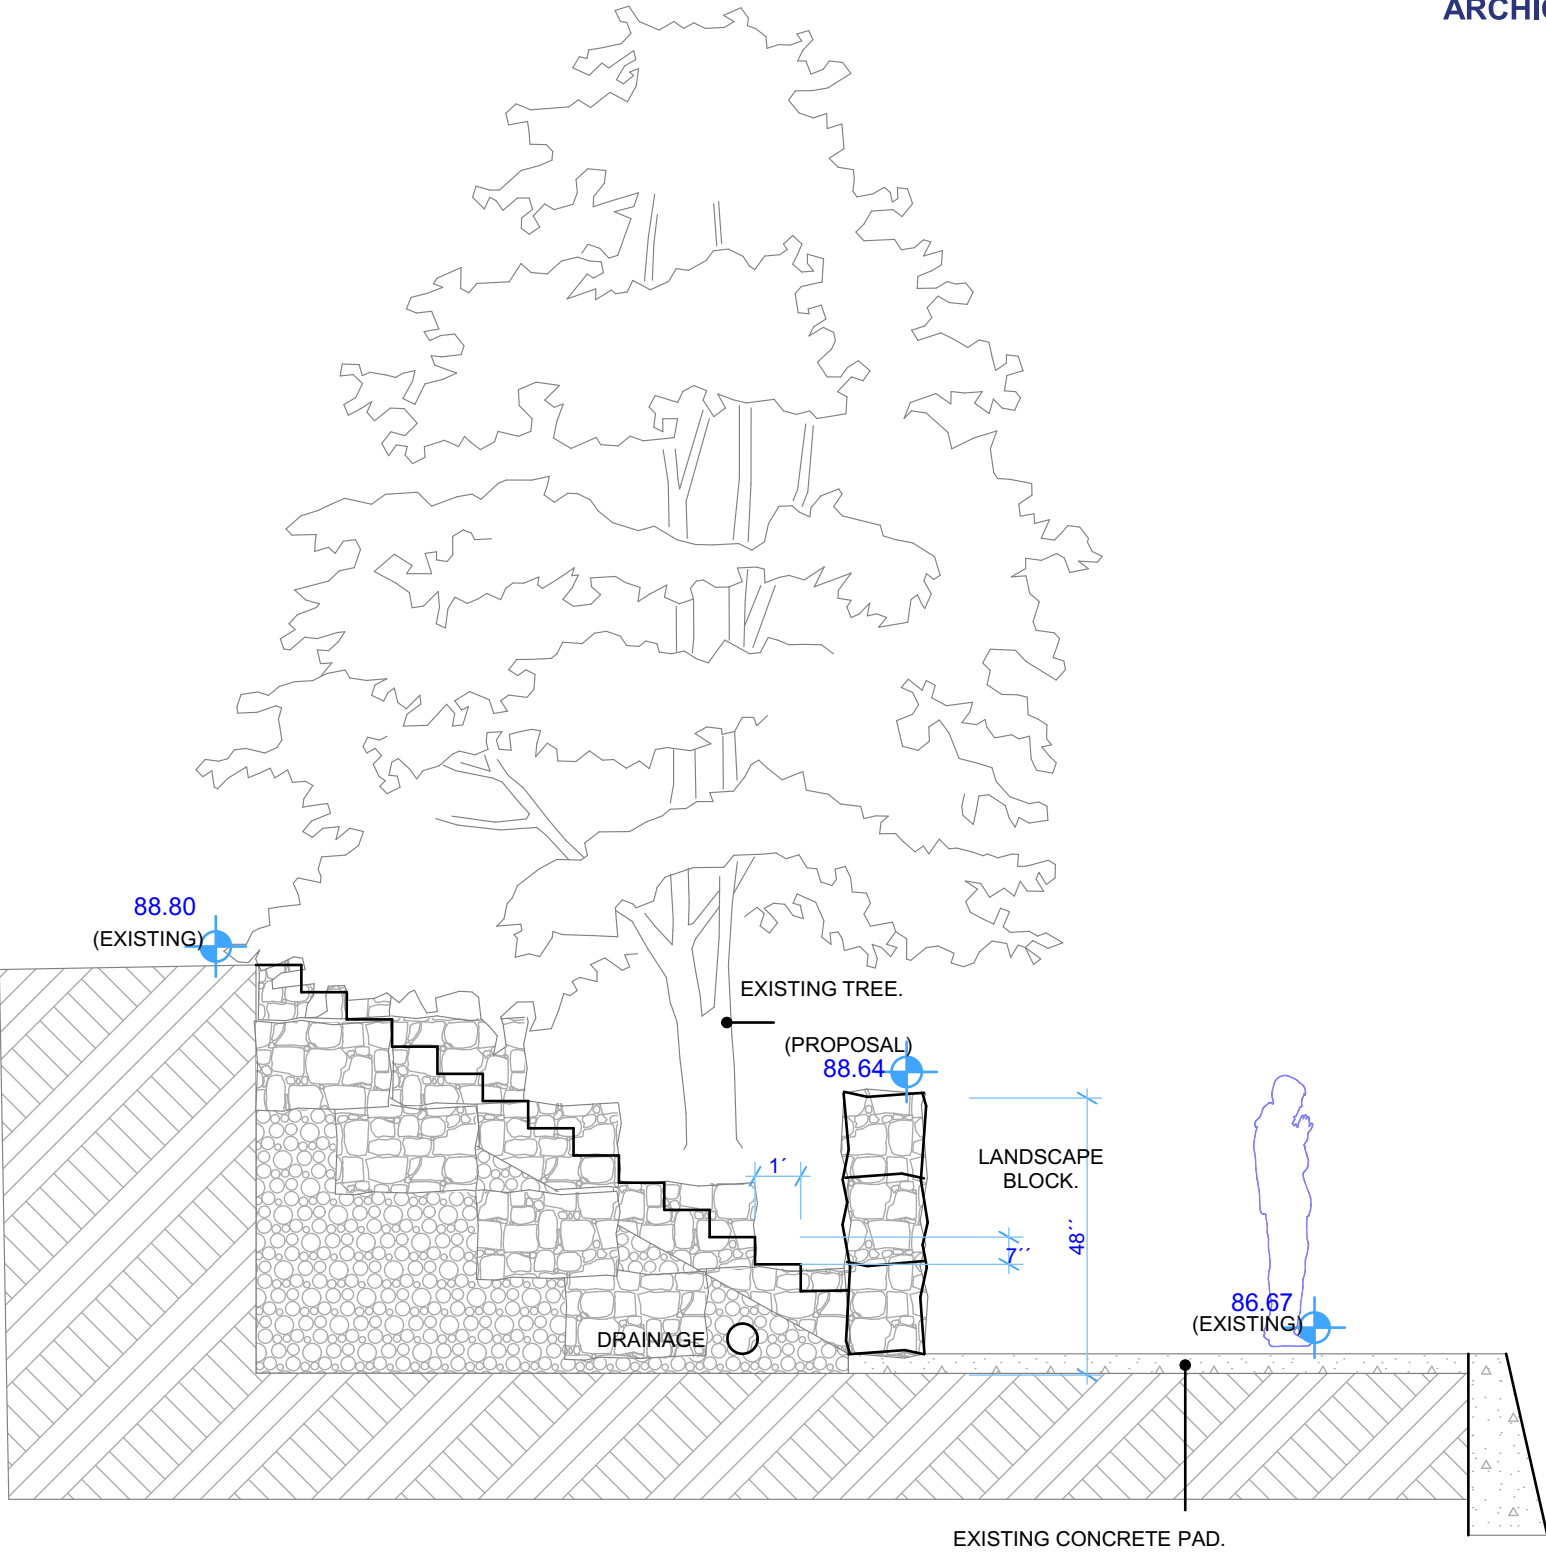 ARCHI
88.80
(EXISTING)
EXISTING TREE.
(PROPOSAL)
88.64
1´
LANDSCAPE
BLOCK.
7´´
48´´
86.67
(EXISTING)
DRAINAGE
EXISTING CONCRETE PAD.